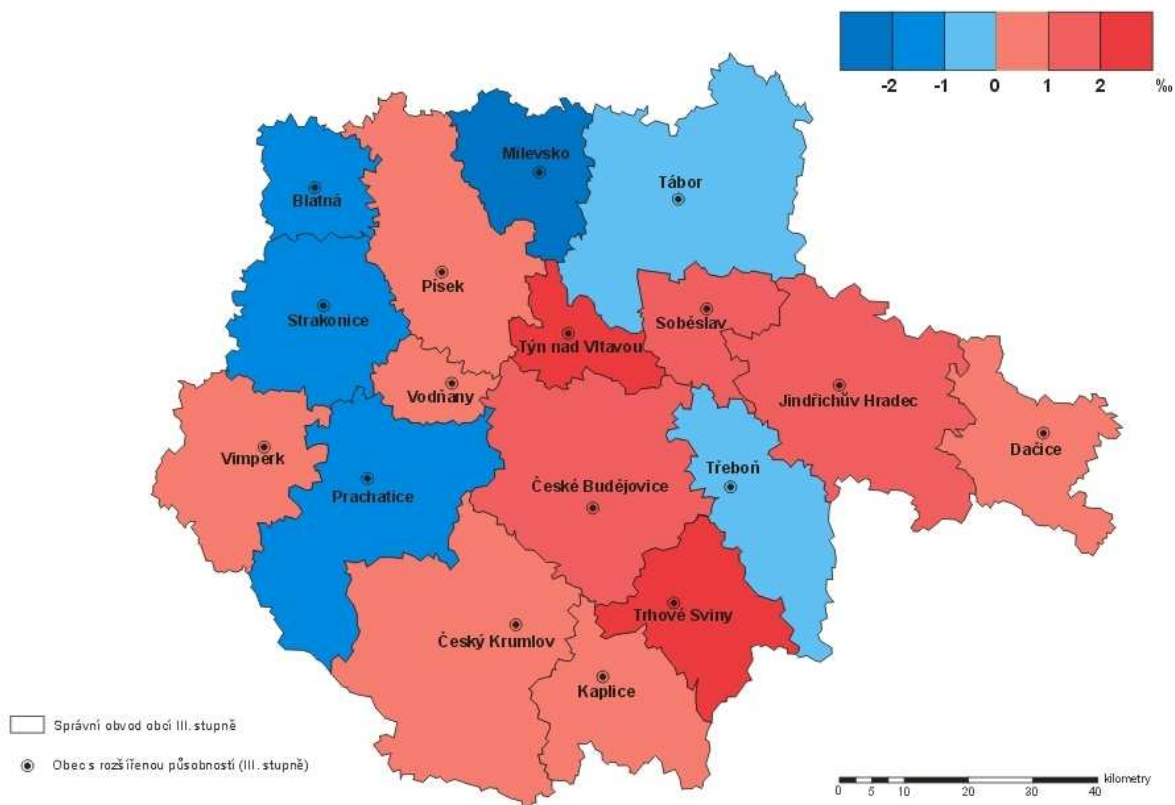 -2 -1 0 1 2 ‰
Milevsko
Tábor
Blatná
Písek
Strakonice
Soběslav
Týn nad Vltavou
Vodňany
Jindřichův Hradec
Vimperk
Dačice
Třeboň
České Budějovice
Prachatice
Trhové Sviny
Český Krumlov
Kaplice
Správní obvod obcí III. stupně
Obec s rozšířenou působností (III. stupně)
kilometry
0 5 10 20 30 40